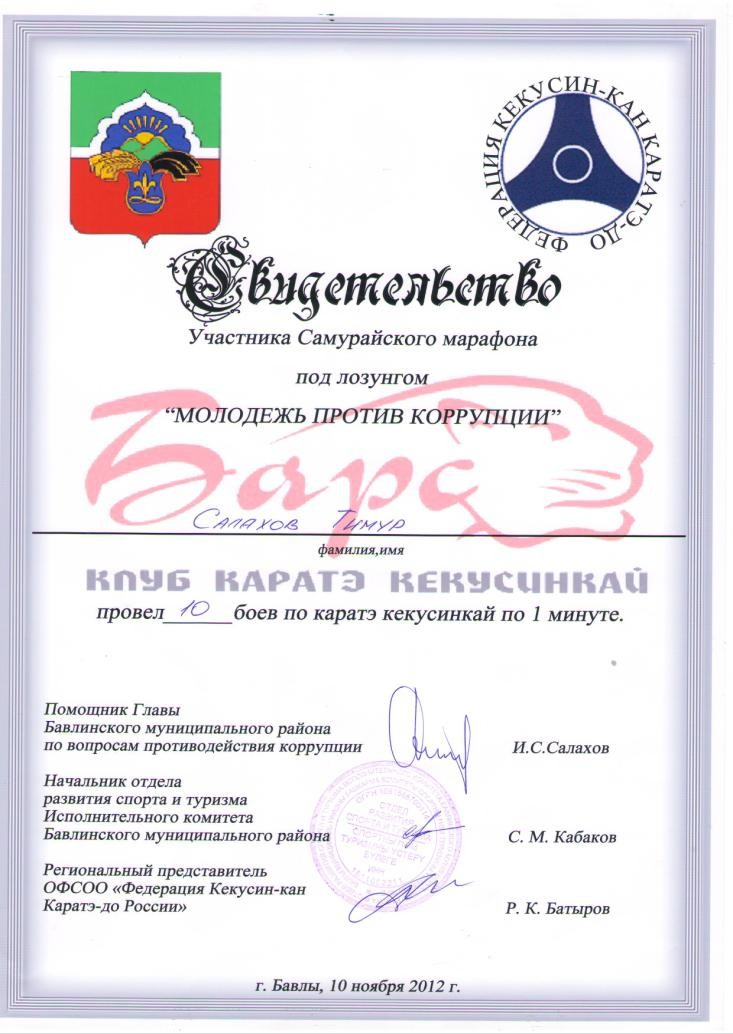 ФЕДЕРАЦИЯ КЕКУСИН-КАН КАРАТЭ-ДО
Свидетельство
Участника Самурайского марафона
под лозунгом
“МОЛОДЕЖЬ ПРОТИВ КОРРУПЦИИ”
Барс
Салахов Тимур
фамилия,имя
КЛУБ КАРАТЭ КЕКУСИНКАЙ
провел 10 боев по каратэ кекусинкай по 1 минуте.
Помощник Главы
Бавлинского муниципального района
по вопросам противодействия коррупции И.С.Салахов
Начальник отдела
развития спорта и туризма
Исполнительного комитета
Бавлинского муниципального района С. М. Кабаков
ОТДЕЛ
РАЗВИТИЯ
СПОРТА И
Региональный представитель
ОФСОО «Федерация Кекусин-кан
Каратэ-до России» Р. К. Батыров
г. Бавлы, 10 ноября 2012 г.